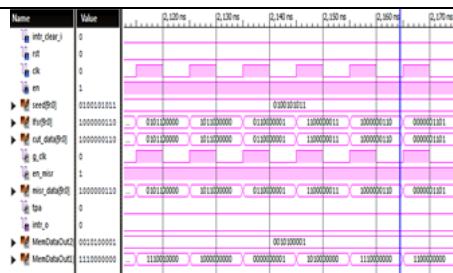 Name Value 2,120 ns 2,130 ns 2,140 ns 2,150 ns 2,160 ns 2,170 ns
intr_clear_i 0
rst 0
clk 0
en 1
seed[9:0] 0100101011 0100101011
lfsr[9:0] 1000000110 ... 0101100000 1011000000 0110000001 1100000011 1000000110 0000001101
cut_data[9:0] 1000000110 ... 0101100000 1011000000 0110000001 1100000011 1000000110 0000001101
g_clk 0
en_misr 1
misr_data[9:0] 1000000110 ... 0101100000 1011000000 0110000001 1100000011 1000000110 0000001101
tpa 0
intr_o 0
MemDataOut2[ 0010100001 0010100001
MemDataOut1[ 1110000000 ... 1110000000 1000000000 0000000001 1010000000 1110000000 1100000000